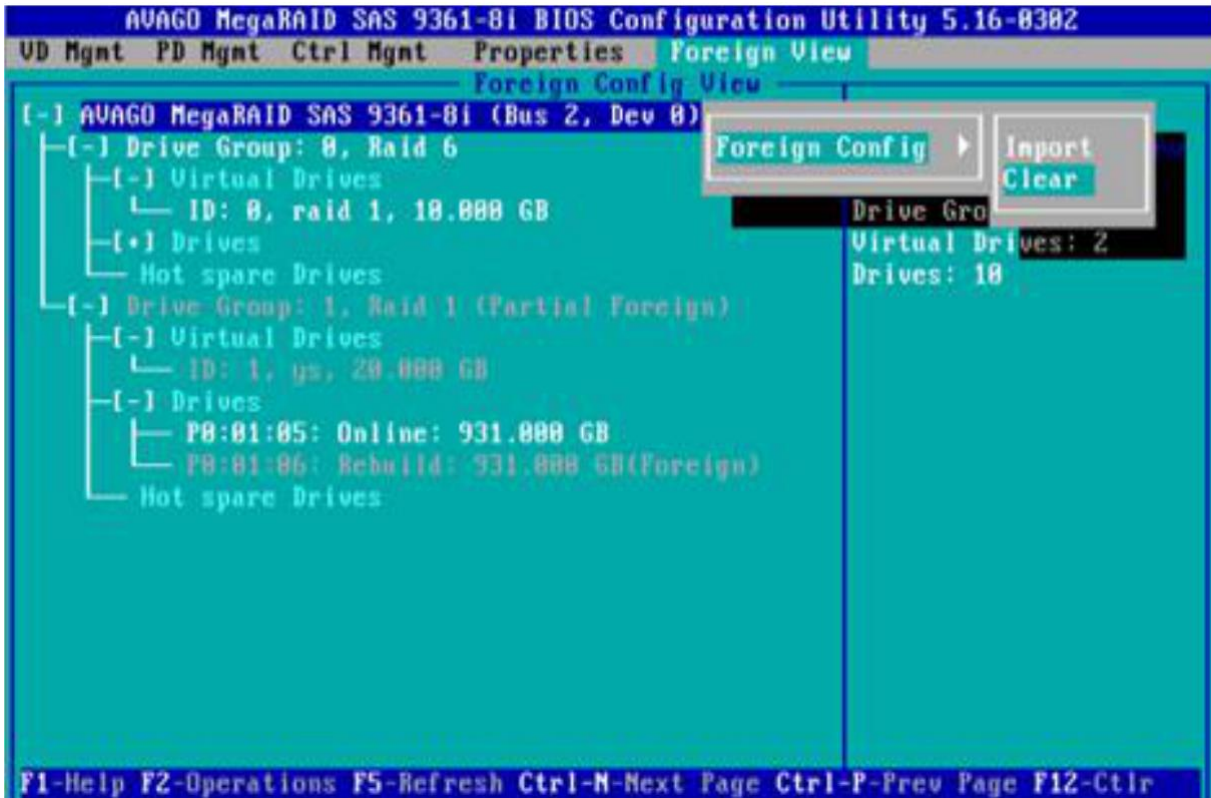 AVAGO MegaRAID SAS 9361-8i BIOS Configuration Utility 5.16-0302
VD Mgmt PD Mgmt Ctrl Mgmt Properties Foreign View
Foreign Config View
[-] AVAGO MegaRAID SAS 9361-8i (Bus 2, Dev 0)
[-] Drive Group: 0, Raid 6
Foreign Config
Import
Clear
[-] Virtual Drives
ID: 0, raid 1, 10.000 GB
Drive Gro
[+] Drives
Virtual Drives: 2
Hot spare Drives
Drives: 10
[-] Drive Group: 1, Raid 1 (Partial Foreign)
[-] Virtual Drives
ID: 1, ys, 20.000 GB
[-] Drives
P0:01:05: Online: 931.000 GB
P0:01:06: Rebuild: 931.000 GB(Foreign)
Hot spare Drives
F1-Help F2-Operations F5-Refresh Ctrl-N-Next Page Ctrl-P-Prev Page F12-Ctlr